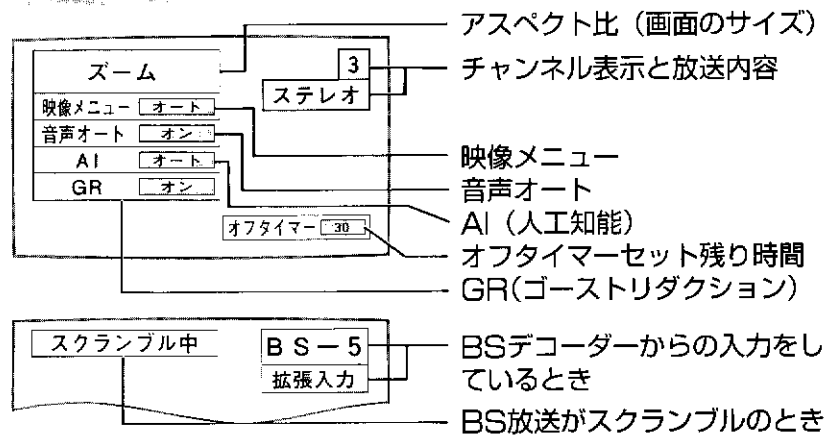 アスペクト比（画面のサイズ）
ズーム
3
チャンネル表示と放送内容
ステレオ
映像メニュー オート
音声オート オン
AI オート
GR オン
映像メニュー
音声オート
AI（人工知能）
オフタイマー 30
オフタイマーセット残り時間
GR（ゴーストリダクション）
スクランブル中
BS－5
拡張入力
BSデコーダーからの入力をし
ているとき
BS放送がスクランブルのとき